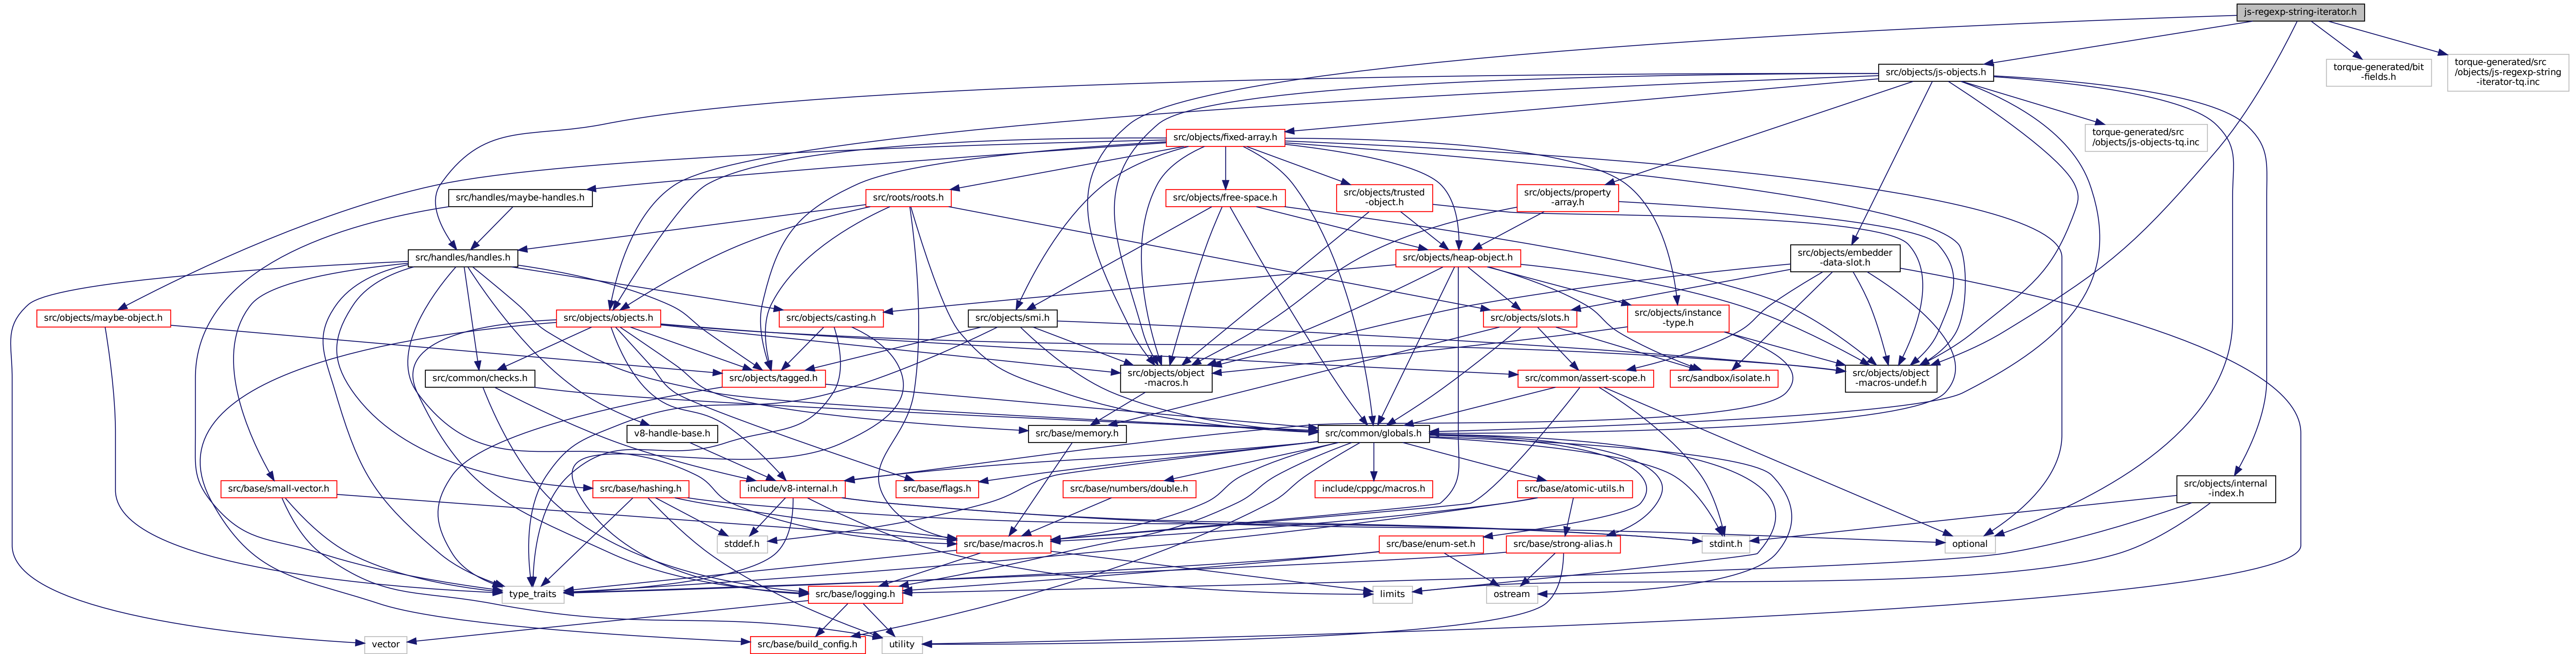 js-regexp-string-iterator.h
src/objects/js-objects.h
torque-generated/bit
-fields.h
torque-generated/src
/objects/js-regexp-string
-iterator-tq.inc
src/objects/fixed-array.h
torque-generated/src
/objects/js-objects-tq.inc
src/handles/maybe-handles.h
src/roots/roots.h
src/objects/free-space.h
src/objects/trusted
-object.h
src/objects/property
-array.h
src/handles/handles.h
src/objects/heap-object.h
src/objects/embedder
-data-slot.h
src/objects/maybe-object.h
src/objects/objects.h
src/objects/casting.h
src/objects/smi.h
src/objects/slots.h
src/objects/instance
-type.h
src/common/checks.h
src/objects/tagged.h
src/objects/object
-macros.h
src/common/assert-scope.h
src/sandbox/isolate.h
src/objects/object
-macros-undef.h
v8-handle-base.h
src/base/memory.h
src/common/globals.h
src/base/small-vector.h
src/base/hashing.h
include/v8-internal.h
src/base/flags.h
src/base/numbers/double.h
include/cppgc/macros.h
src/base/atomic-utils.h
src/objects/internal
-index.h
stddef.h
src/base/macros.h
src/base/enum-set.h
src/base/strong-alias.h
stdint.h
optional
type_traits
src/base/logging.h
limits
ostream
vector
src/base/build_config.h
utility